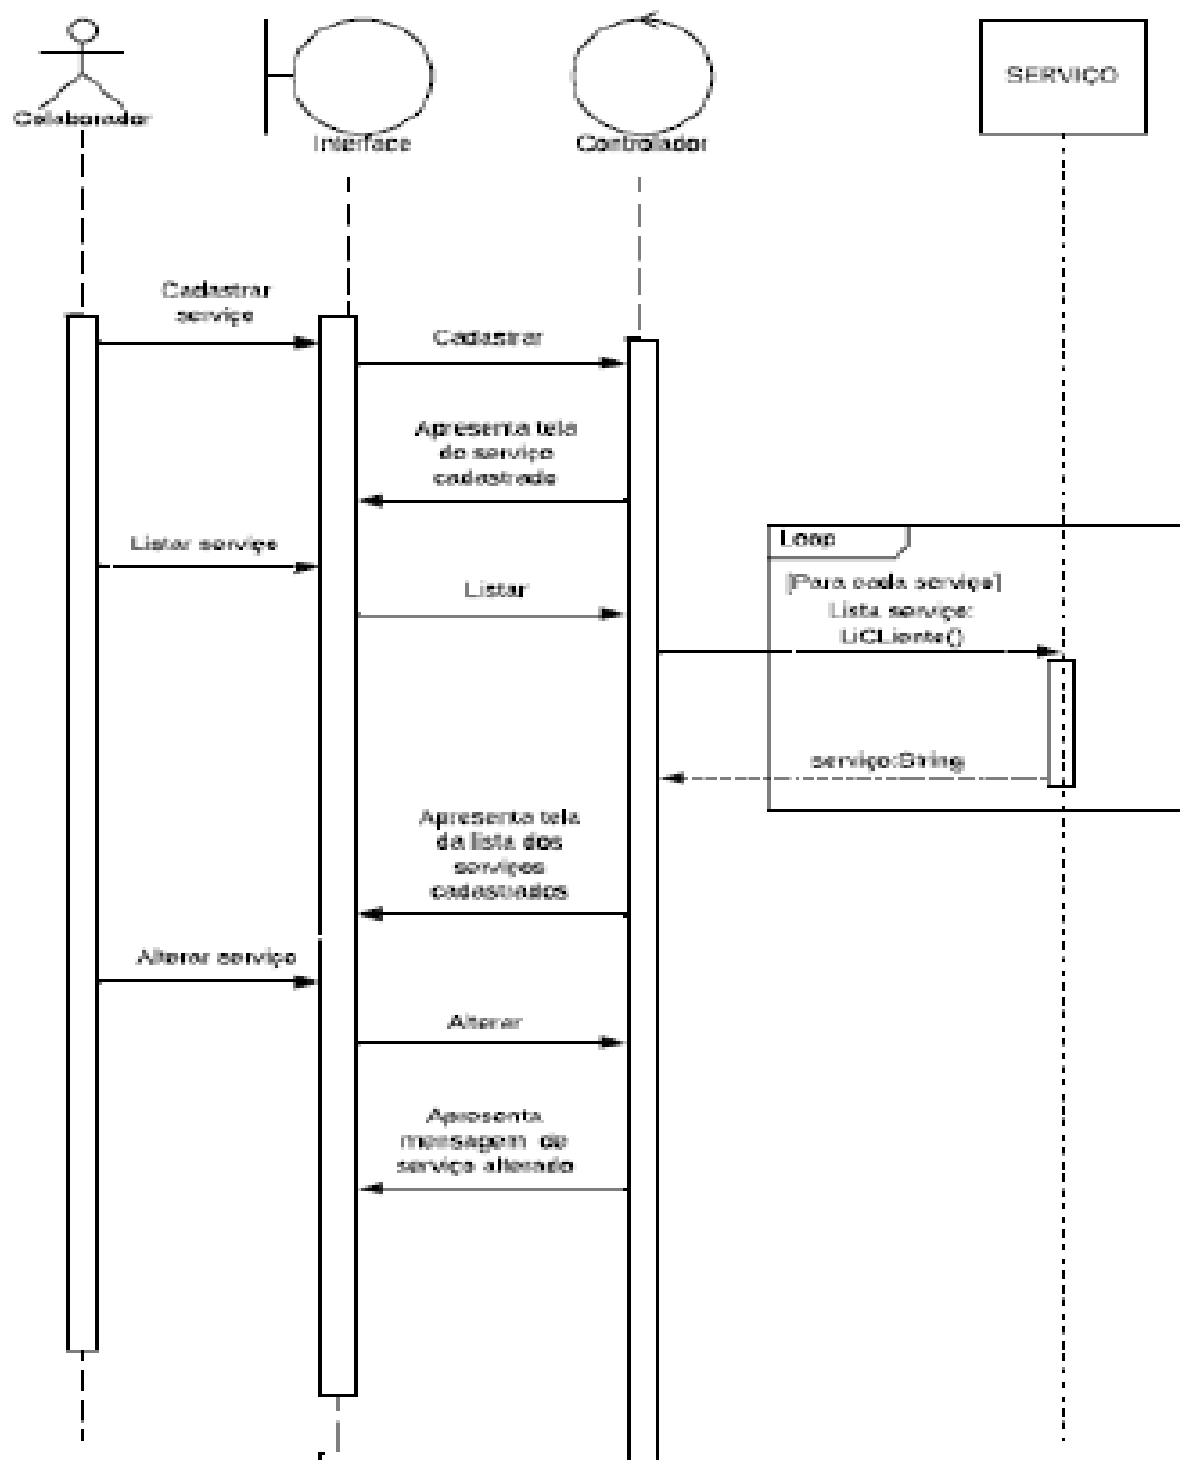 Colaborador
Interface
Controlador
SERVIÇO
Cadastrar
serviço
Cadastrar
Apresenta tela
do serviço
cadastrado
Listar serviço
Listar
Loop
[Para cada serviço]
Lista serviço:
LiCLiente()
serviço:String
Apresenta tela
da lista dos
serviços
cadastrados
Alterar serviço
Alterar
Apresenta
mensagem de
serviço alterado